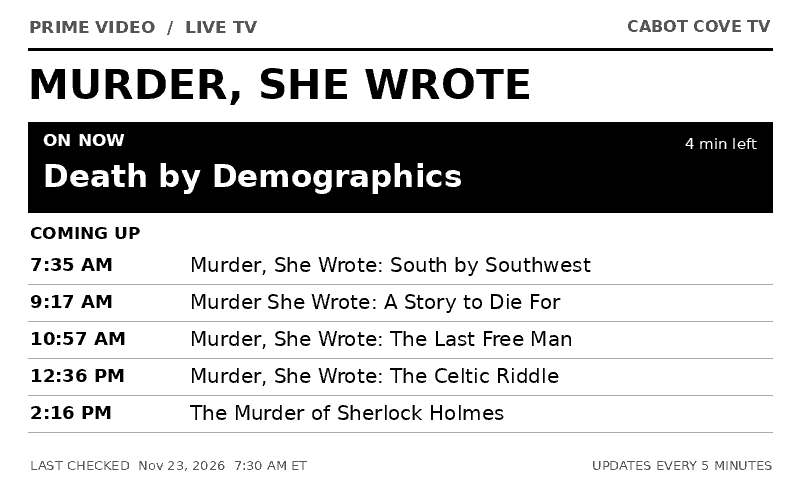 PRIME VIDEO / LIVE TV
CABOT COVE TV
MURDER, SHE WROTE
ON NOW
4 min left
Death by Demographics
COMING UP
7:35 AM Murder, She Wrote: South by Southwest
9:17 AM Murder She Wrote: A Story to Die For
10:57 AM Murder, She Wrote: The Last Free Man
12:36 PM Murder, She Wrote: The Celtic Riddle
2:16 PM The Murder of Sherlock Holmes
LAST CHECKED Nov 23, 2026 7:30 AM ET
UPDATES EVERY 5 MINUTES